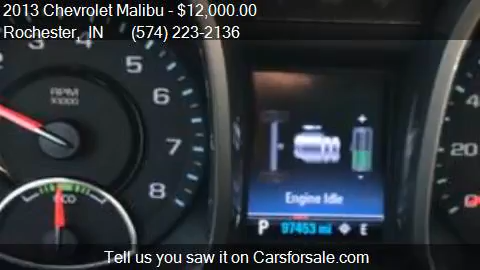 2013 Chevrolet Malibu - $12,000.00
Rochester, IN (574) 223-2136
RPM
X1000
5
6
7
8
ECO
+
-
Engine Idle
P 97453 mi E
20
Tell us you saw it on Carsforsale.com